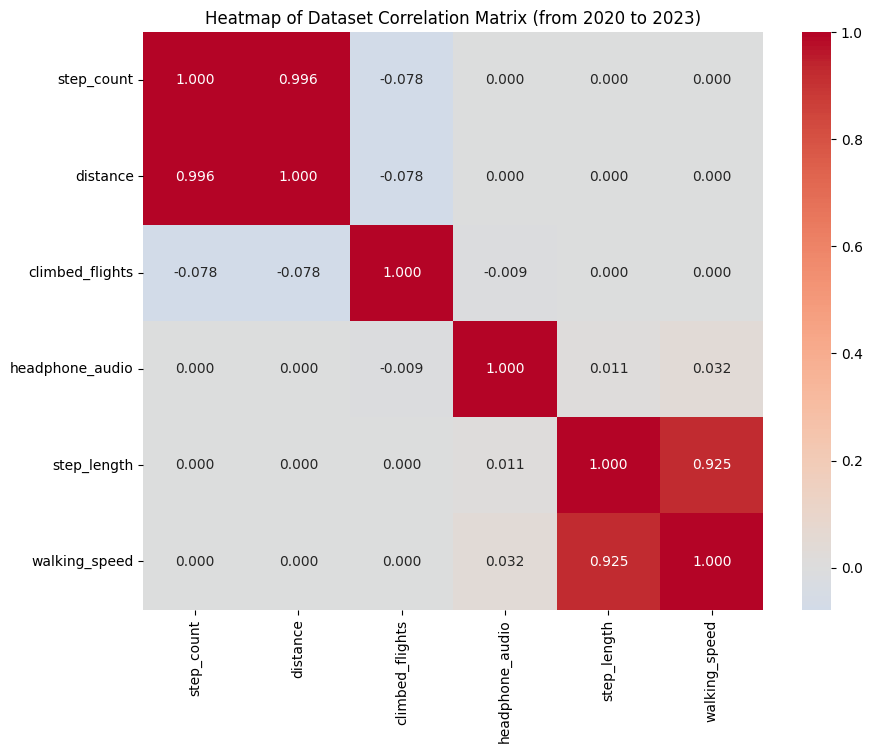 Heatmap of Dataset Correlation Matrix (from 2020 to 2023)
step_count 1.000 0.996 -0.078 0.000 0.000 0.000
distance 0.996 1.000 -0.078 0.000 0.000 0.000
climbed_flights -0.078 -0.078 1.000 -0.009 0.000 0.000
headphone_audio 0.000 0.000 -0.009 1.000 0.011 0.032
step_length 0.000 0.000 0.000 0.011 1.000 0.925
walking_speed 0.000 0.000 0.000 0.032 0.925 1.000
step_count
distance
climbed_flights
headphone_audio
step_length
walking_speed
1.0
0.8
0.6
0.4
0.2
0.0